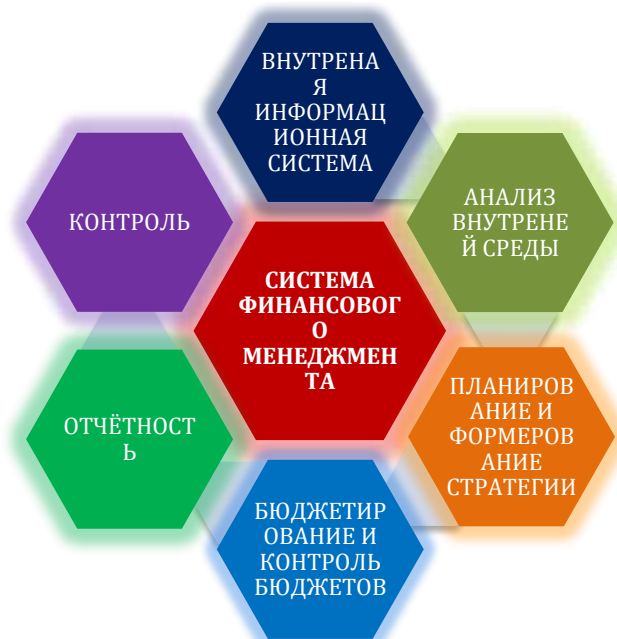 ВНУТРЕНА
Я
ИНФОРМАЦ
ИОННАЯ
СИСТЕМА
АНАЛИЗ
ВНУТРЕНЕ
Й СРЕДЫ
КОНТРОЛЬ
СИСТЕМА
ФИНАНСОВОГ
О
МЕНЕДЖМЕН
ТА
ПЛАНИРОВ
АНИЕ И
ФОРМЕРОВ
АНИЕ
СТРАТЕГИИ
ОТЧЁТНОСТ
Ь
БЮДЖЕТИР
ОВАНИЕ И
КОНТРОЛЬ
БЮДЖЕТОВ